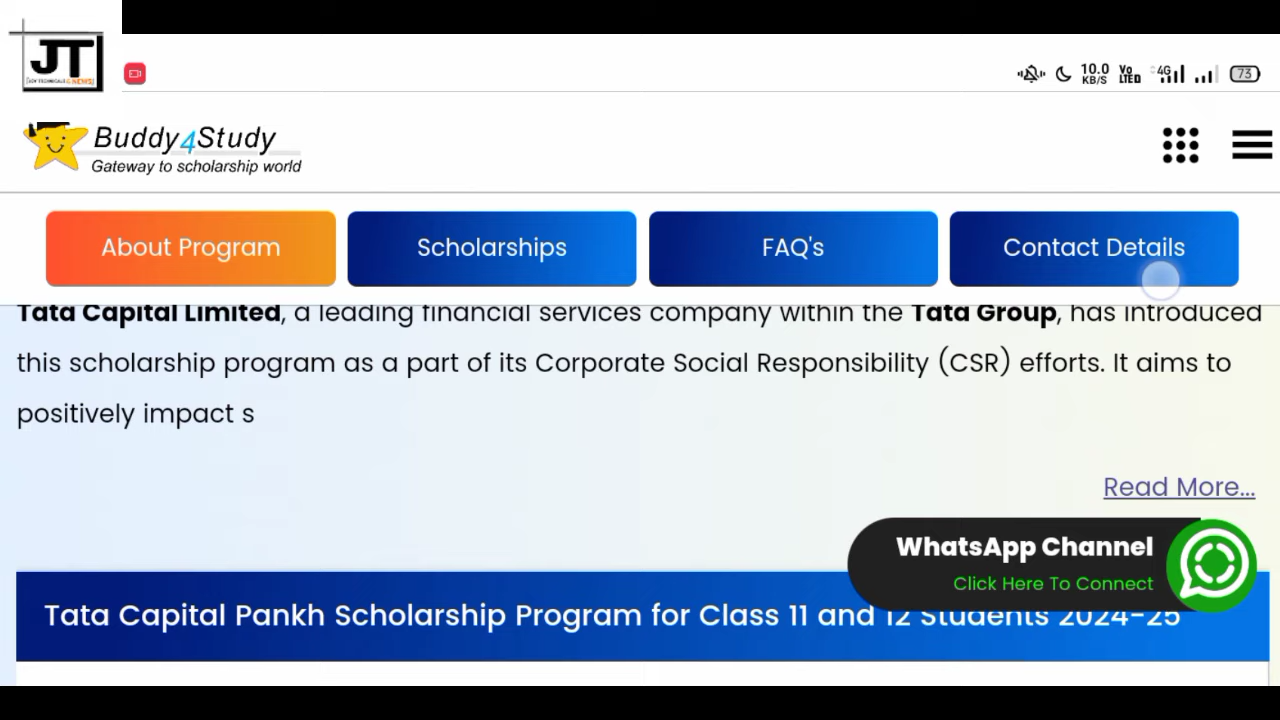 JT
10.0
KB/S
Vo
LTED
4G
73
Buddy4Study
Gateway to scholarship world
About Program
Scholarships
FAQ's
Contact Details
Tata Capital Limited, a leading financial services company within the Tata Group, has introduced
this scholarship program as a part of its Corporate Social Responsibility (CSR) efforts. It aims to
positively impact s
Read More...
WhatsApp Channel
Click Here To Connect
Tata Capital Pankh Scholarship Program for Class 11 and 12 Students 2024-25